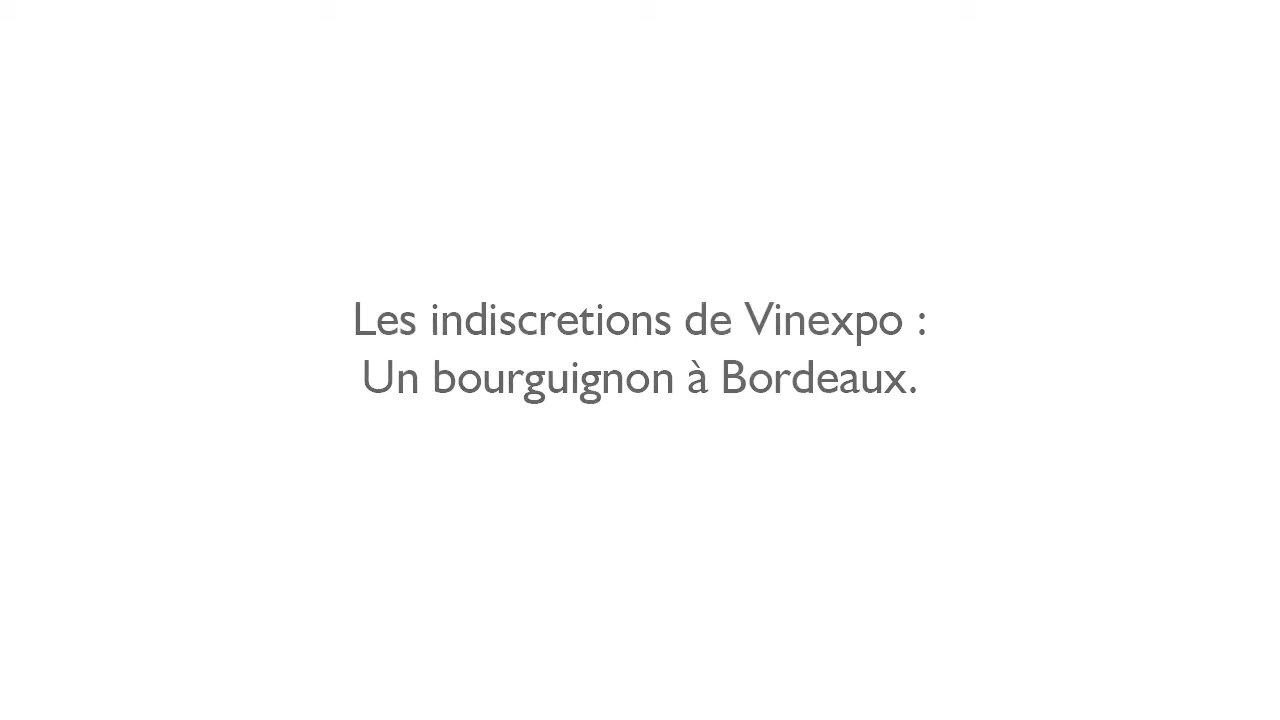 Les indiscretions de Vinexpo :
Un bourguignon à Bordeaux.